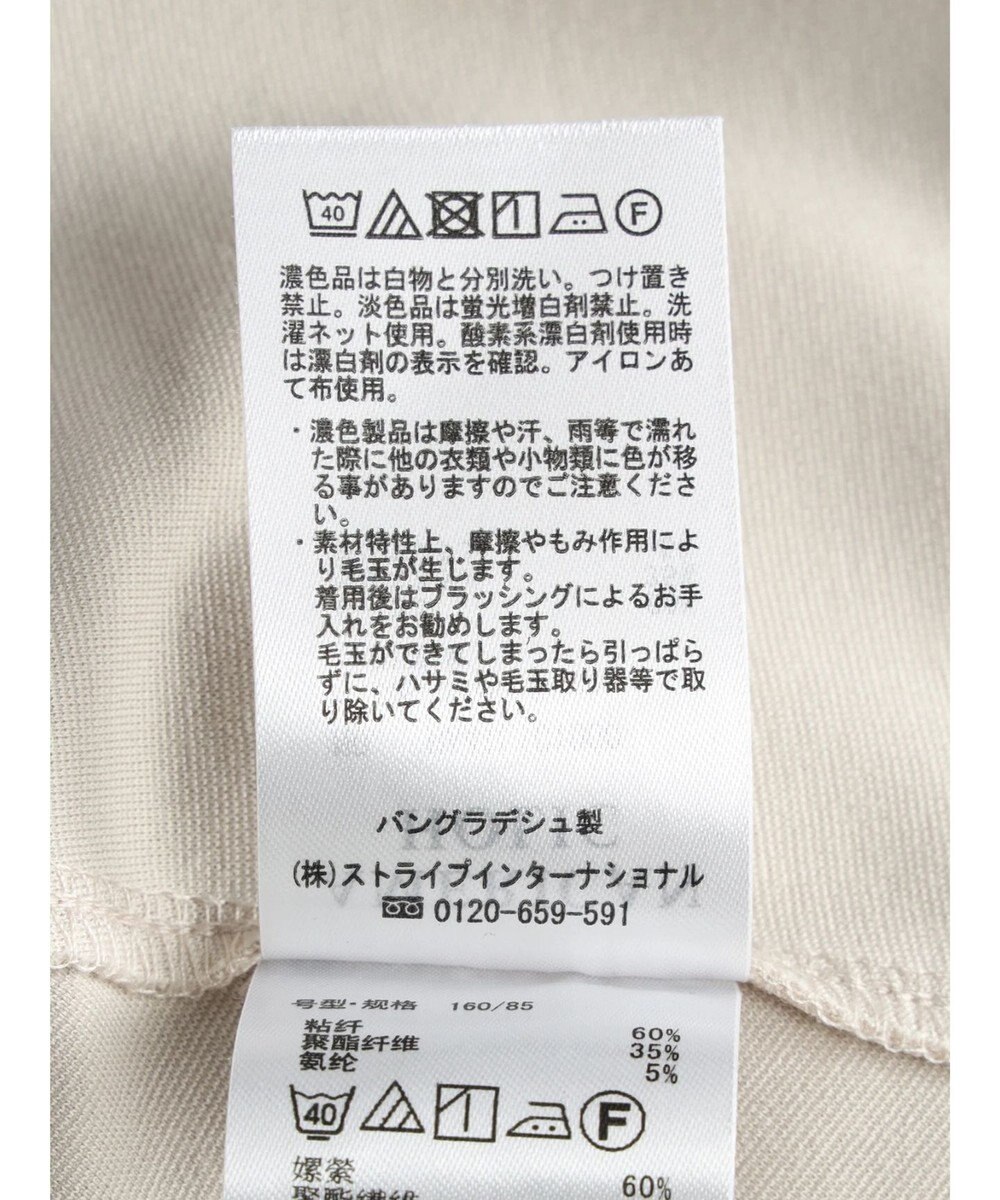 40 F
濃色品は白物と分別洗い。つけ置き
禁止。淡色品は蛍光増白剤禁止。洗
濯ネット使用。酸素系漂白剤使用時
は漂白剤の表示を確認。アイロンあ
て布使用。
・濃色製品は摩擦や汗、雨等で濡れ
た際に他の衣類や小物類に色が移
る事がありますのでご注意くださ
い。
・素材特性上、摩擦やもみ作用によ
り毛玉が生じます。
着用後はブラッシングによるお手
入れをお勧めします。
毛玉ができてしまったら引っぱら
ずに、ハサミや毛玉取り器等で取
り除いてください。
バングラデシュ製
(株)ストライプインターナショナル
0120-659-591
号型・规格 160/85
粘纤 60%
聚酯纤维 35%
氨纶 5%
40 F
嫘縈 60%